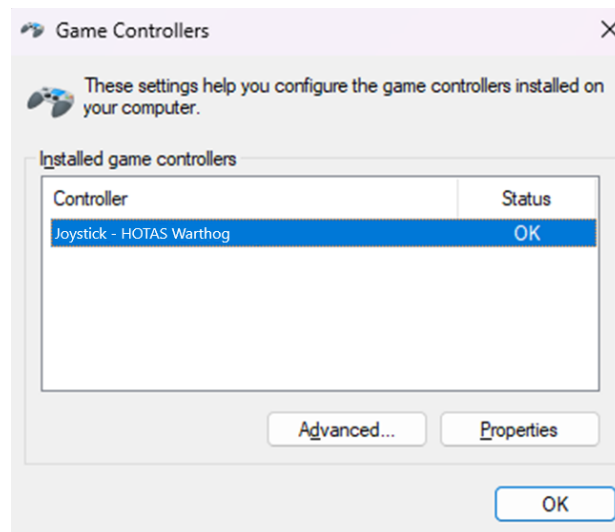 Game Controllers
These settings help you configure the game controllers installed on
your computer.
Installed game controllers
Controller Status
Joystick - HOTAS Warthog OK
Advanced... Properties
OK